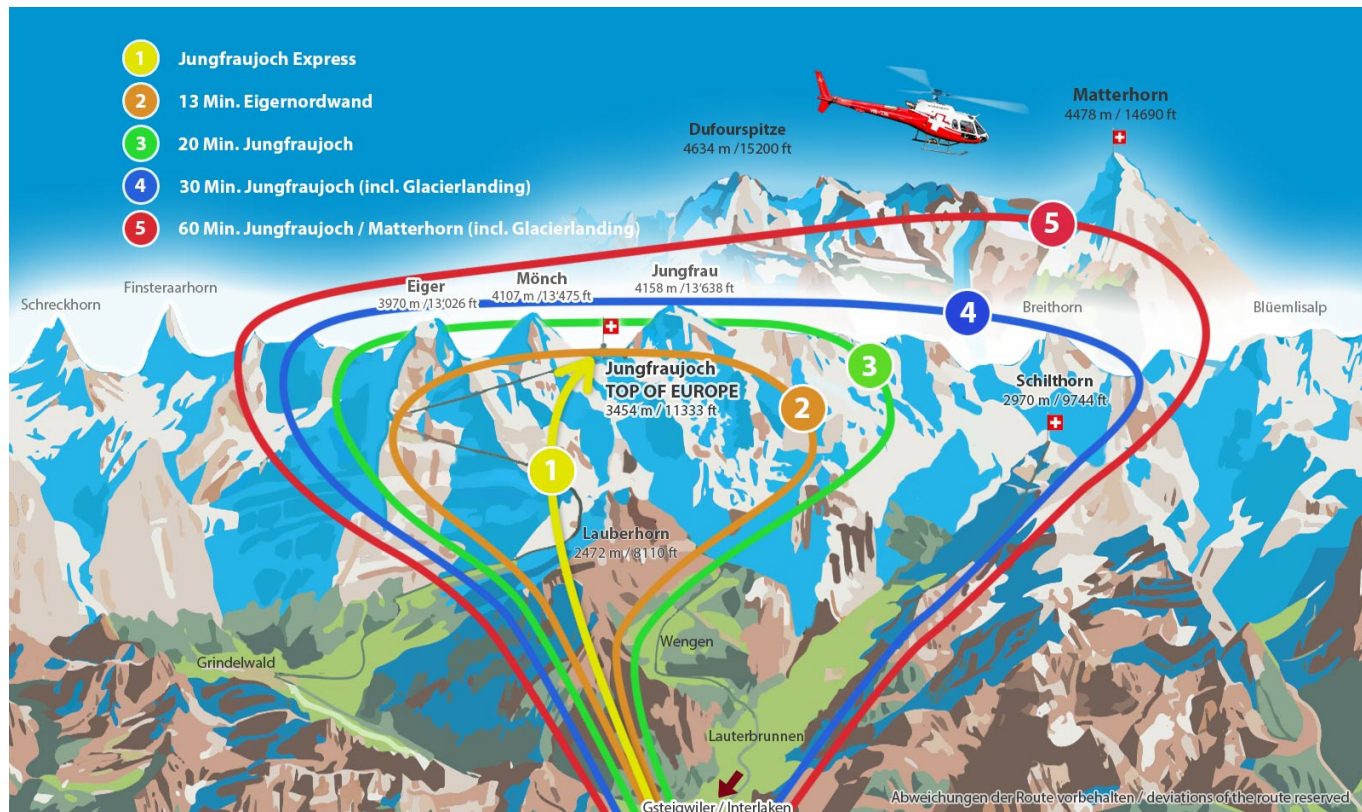 1 Jungfraujoch Express
2 13 Min. Eigernordwand
3 20 Min. Jungfraujoch
4 30 Min. Jungfraujoch (incl. Glacierlanding)
5 60 Min. Jungfraujoch / Matterhorn (incl. Glacierlanding)
Matterhorn
4478 m / 14690 ft
Dufourspitze
4634 m /15200 ft
5
Schreckhorn
Finsteraarhorn
Eiger
3970 m /13'026 ft
Mönch
4107 m /13'475 ft
Jungfrau
4158 m /13'638 ft
4
Breithorn
Blüemlisalp
3
Jungfraujoch
TOP OF EUROPE
3454 m / 11333 ft
Schilthorn
2970 m / 9744 ft
2
1
Lauberhorn
2472 m / 8110 ft
Grindelwald
Wengen
Lauterbrunnen
Gsteigwiler / Interlaken
Abweichungen der Route vorbehalten / deviations of the route reserved